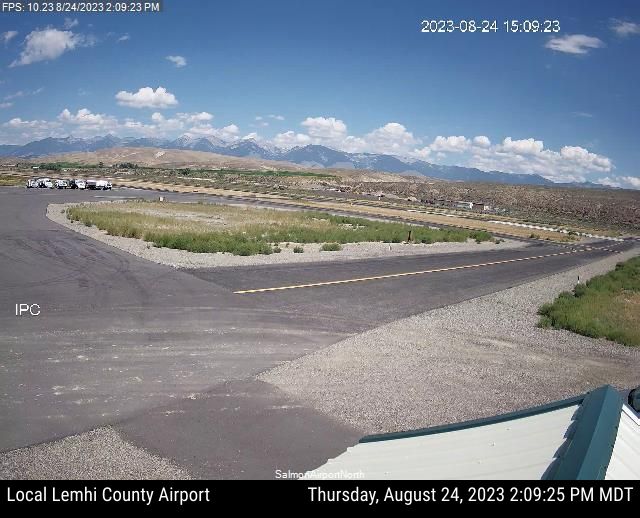 FPS: 10.23 8/24/2023 2:09:23 PM
2023-08-24 15:09:23
IPC
SalmonAirportNorth
Local Lemhi County Airport
Thursday, August 24, 2023 2:09:25 PM MDT